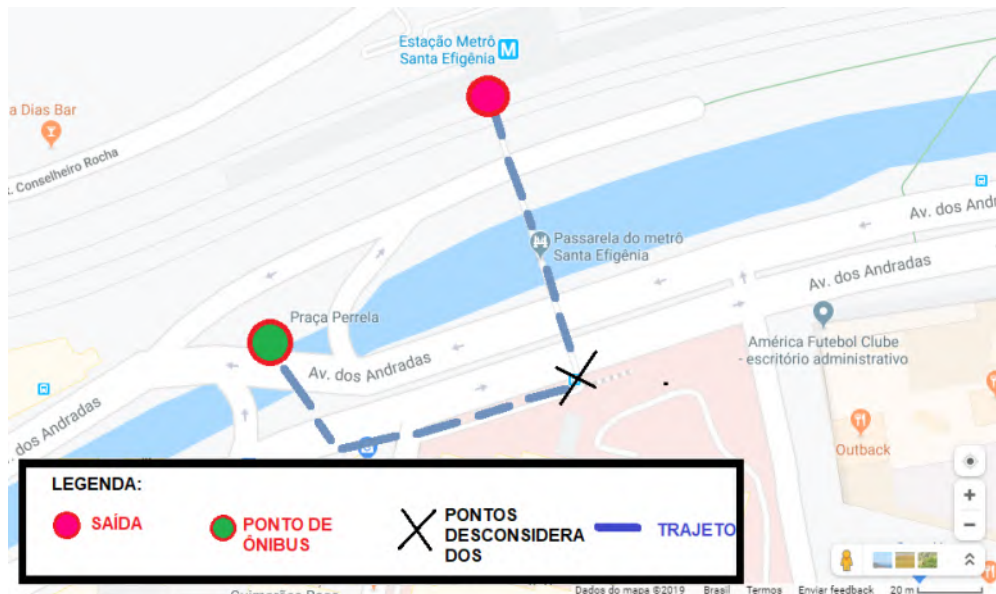 Estação Metrô
Santa Efigênia
M
a Dias Bar
Conselheiro Rocha
Av. dos Andradas
Passarela do metrô
Santa Efigênia
Av. dos Andradas
Praça Perrela
América Futebol Clube
- escritório administrativo
Av. dos Andradas
dos Andradas
Outback
LEGENDA:
SAÍDA
PONTO DE
ÔNIBUS
PONTOS
DESCONSIDERA
DOS
TRAJETO
Dados do mapa ©2019 Brasil Termos Enviar feedback 20 m